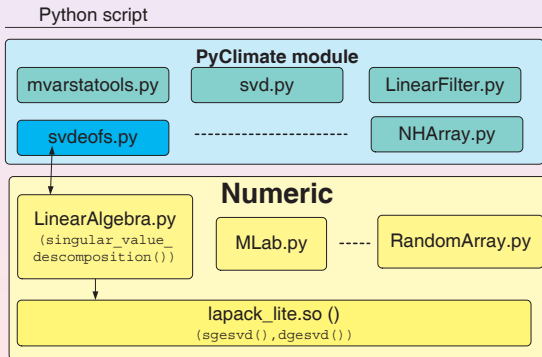 Python script
PyClimate module
mvarstatools.py
svd.py
LinearFilter.py
svdeofs.py
NHArray.py
Numeric
LinearAlgebra.py
(singular_value_
descomposition())
MLab.py
RandomArray.py
lapack_lite.so ()
(sgesvd(),dgesvd())